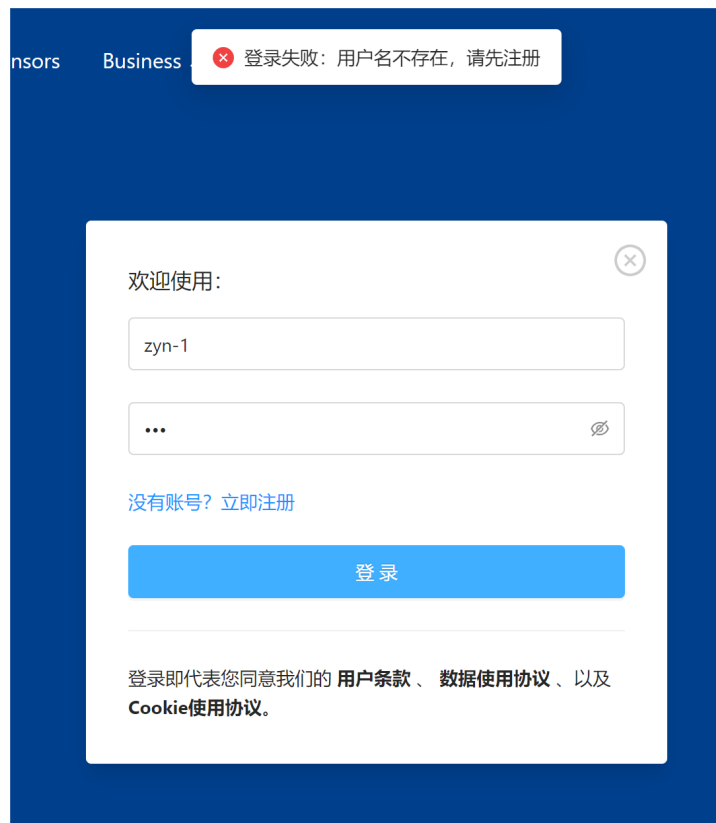 登录失败：用户名不存在，请先注册
nsors Business
欢迎使用：
zyn-1
•••
没有账号？立即注册
登 录
登录即代表您同意我们的 用户条款 、 数据使用协议 、以及
Cookie使用协议。